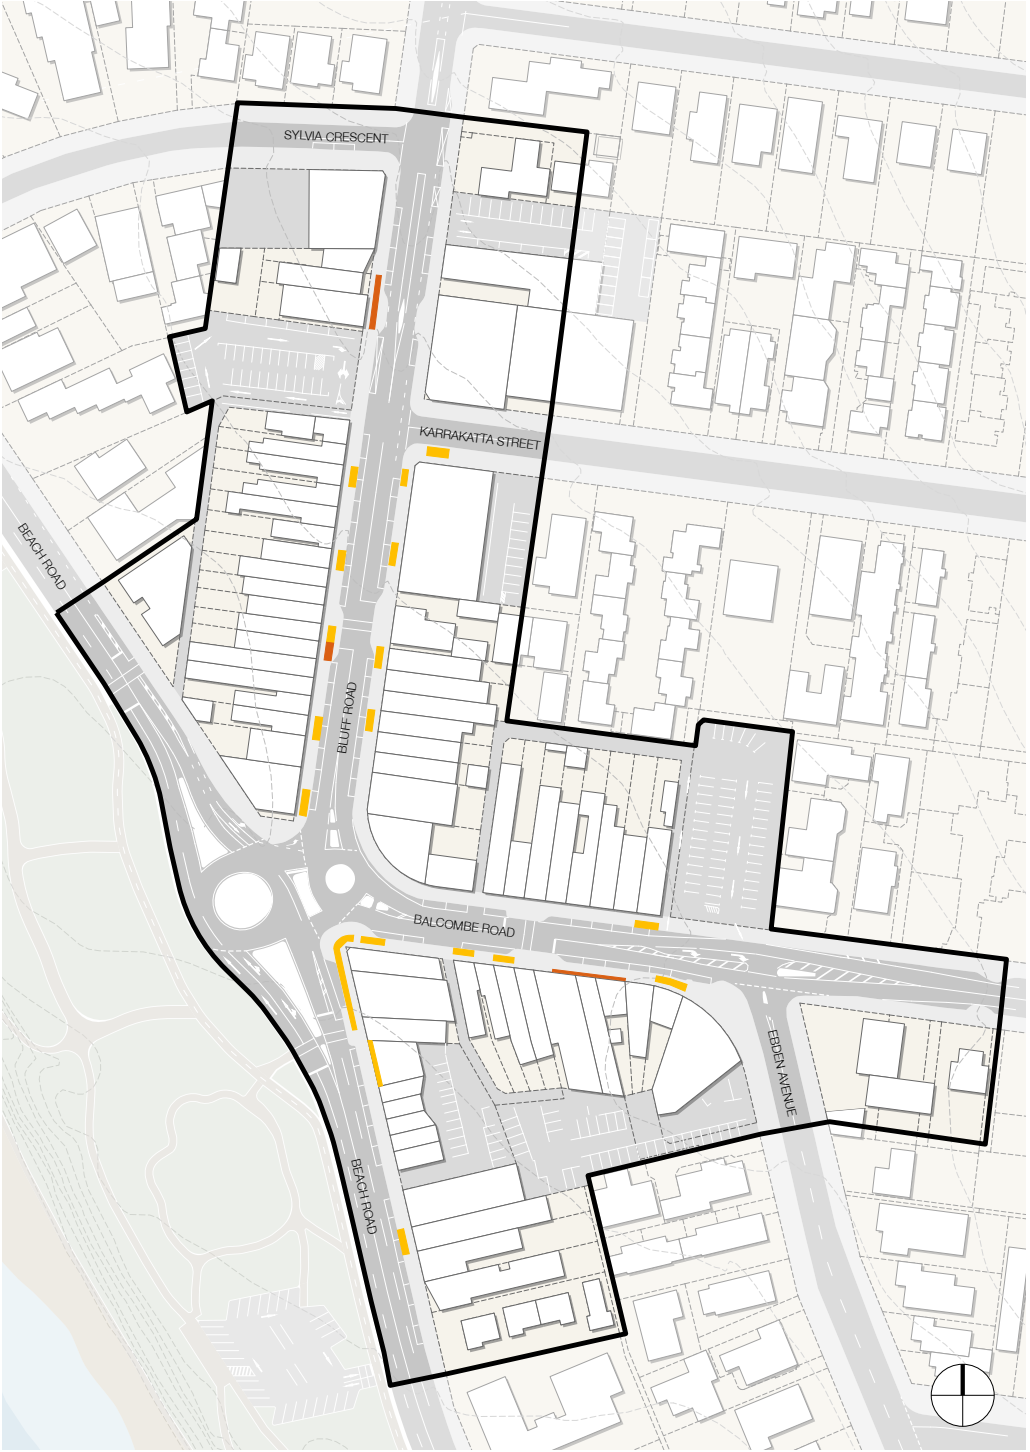 SYLVIA CRESCENT
KARRAKATTA STREET
BEACH ROAD
BLUFF ROAD
BALCOMBE ROAD
EBDEN AVENUE
BEACH ROAD